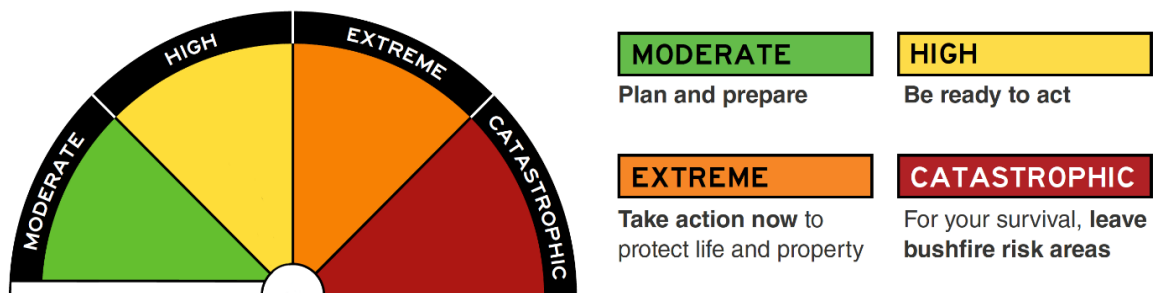 MODERATE
HIGH
EXTREME
CATASTROPHIC
MODERATE
Plan and prepare
HIGH
Be ready to act
EXTREME
Take action now to
protect life and property
CATASTROPHIC
For your survival, leave
bushfire risk areas